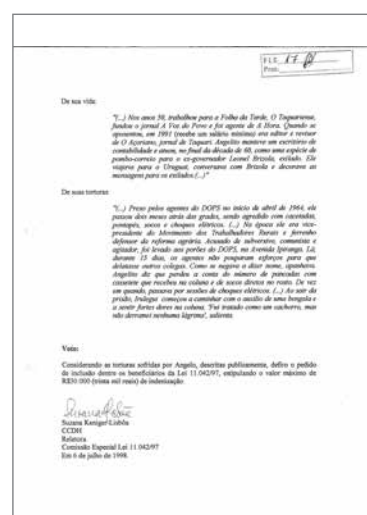 FLS. 17
Proc.
De sua vida:
"(...) Nos anos 50, trabalhou para a Folha da Tarde, O Taquariense,
fundou o jornal A Voz do Povo e foi agente de A Hora. Quando se
aposentou, em 1991 (recebe um salário mínimo) era editor e revisor
de O Açoriano, jornal de Taquari. Angelito manteve um escritório de
contabilidade e atuou, no final da década de 60, como uma espécie de
pombo-correio para o ex-governador Leonel Brizola, exilado. Ele
viajava para o Uruguai, conversava com Brizola e decorava as
mensagens para os exilados.(...)"
De suas torturas:
"(...) Preso pelos agentes do DOPS no início de abril de 1964, ele
passou dois meses atrás das grades, sendo agredido com cacetadas,
pontapés, socos e choques elétricos. (...) Na época ele era vice-
presidente do Movimento dos Trabalhadores Rurais e ferrenho
defensor da reforma agrária. Acusado de subversivo, comunista e
agitador, foi levado aos porões do DOPS, na Avenida Ipiranga. Lá,
durante 15 dias, os agentes não pouparam esforços para que
delatasse outros colegas. Como se negava a dizer nome, apanhava.
Angelito diz que perdeu a conta do número de pancadas com
cassetete que recebeu na coluna e de socos diretos no rosto. De vez
em quando, passava por sessões de choques elétricos. (...) Ao sair da
prisão, começou a caminhar com o auxílio de uma bengala e
a sentir fortes dores na coluna. 'Fui tratado como um cachorro, mas
não derramei nenhuma lágrima', salienta.
Voto:
Considerando as torturas sofridas por Angelo, descritas publicamente, defiro o pedido
de inclusão dentre os beneficiários da Lei 11.042/97, estipulando o valor máximo de
R$30.000 (trinta mil reais) de indenização.
Suzana Keniger Lisbôa
CCDH
Relatora
Comissão Especial Lei 11.042/97
Em 6 de julho de 1998.